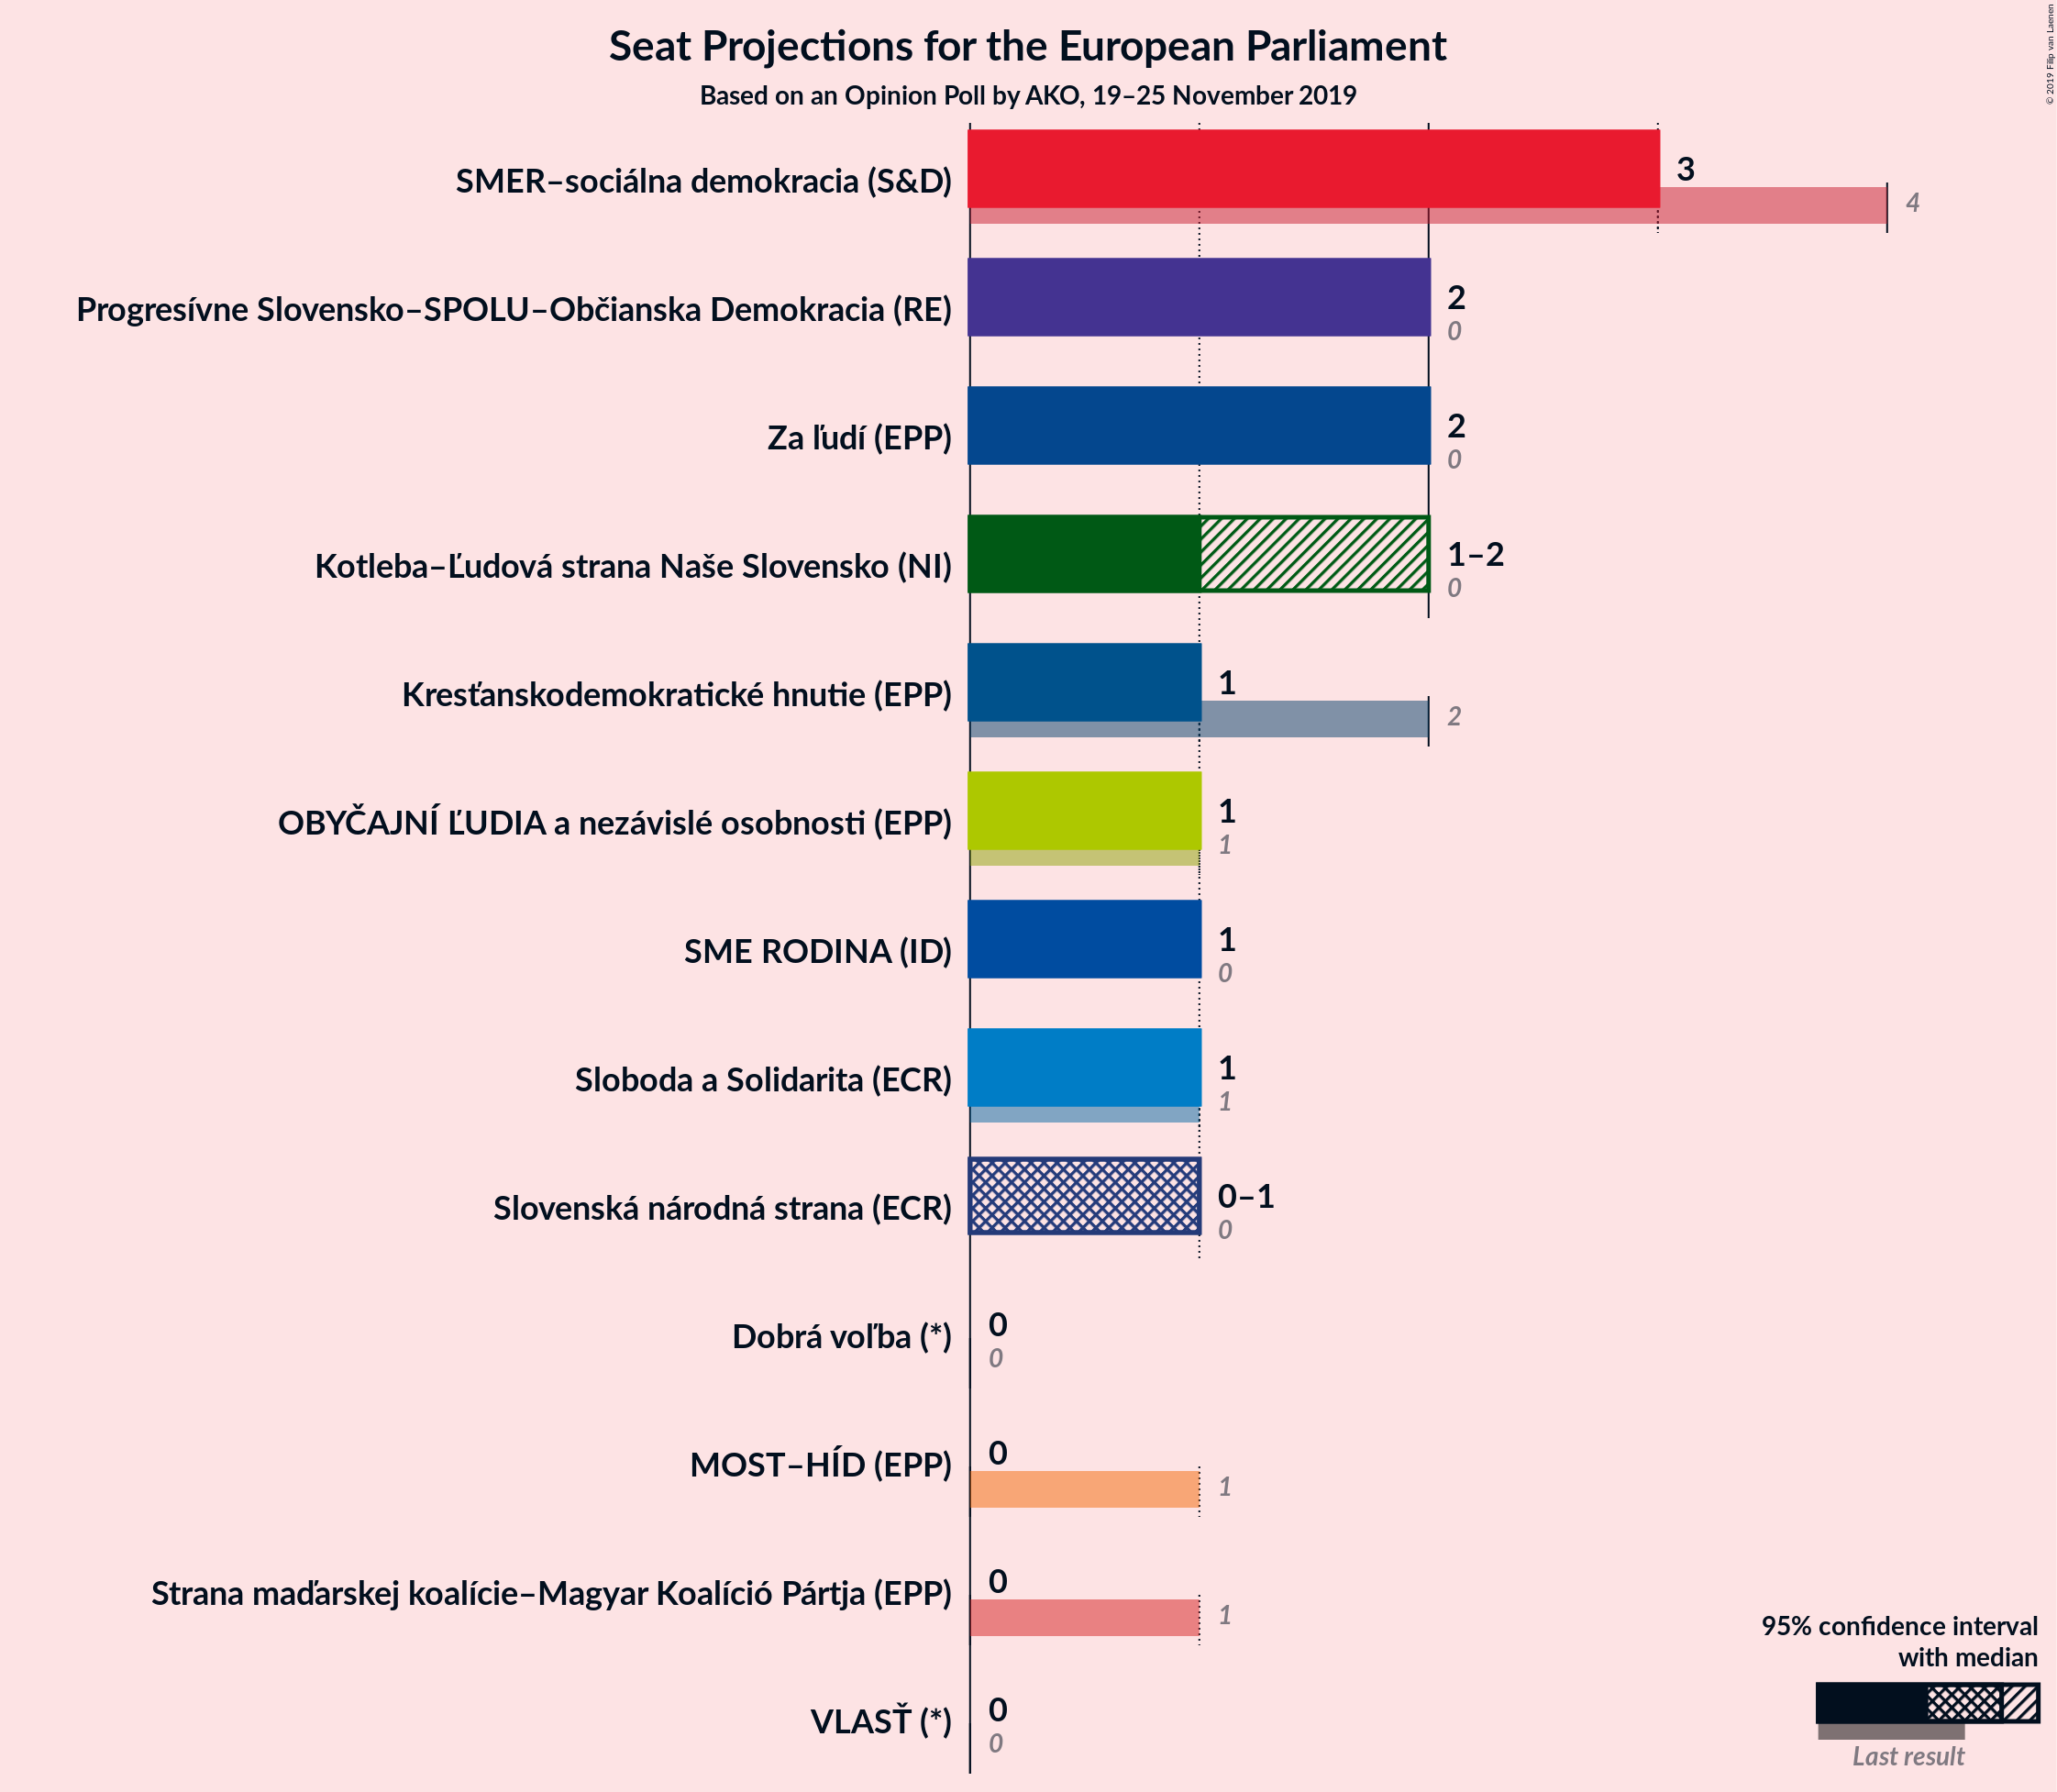 Seat Projections for the European Parliament
Based on an Opinion Poll by AKO, 19–25 November 2019
© 2019 Filip van Laenen
SMER–sociálna demokracia (S&D)
3
4
Progresívne Slovensko–SPOLU–Občianska Demokracia (RE)
2
0
Za ľudí (EPP)
2
0
Kotleba–Ľudová strana Naše Slovensko (NI)
1–2
0
Kresťanskodemokratické hnutie (EPP)
1
2
OBYČAJNÍ ĽUDIA a nezávislé osobnosti (EPP)
1
1
SME RODINA (ID)
1
0
Sloboda a Solidarita (ECR)
1
1
Slovenská národná strana (ECR)
0–1
0
Dobrá voľba (*)
0
0
MOST–HÍD (EPP)
0
1
Strana maďarskej koalície–Magyar Koalíció Pártja (EPP)
0
1
VLASŤ (*)
0
0
95% confidence interval
with median
Last result